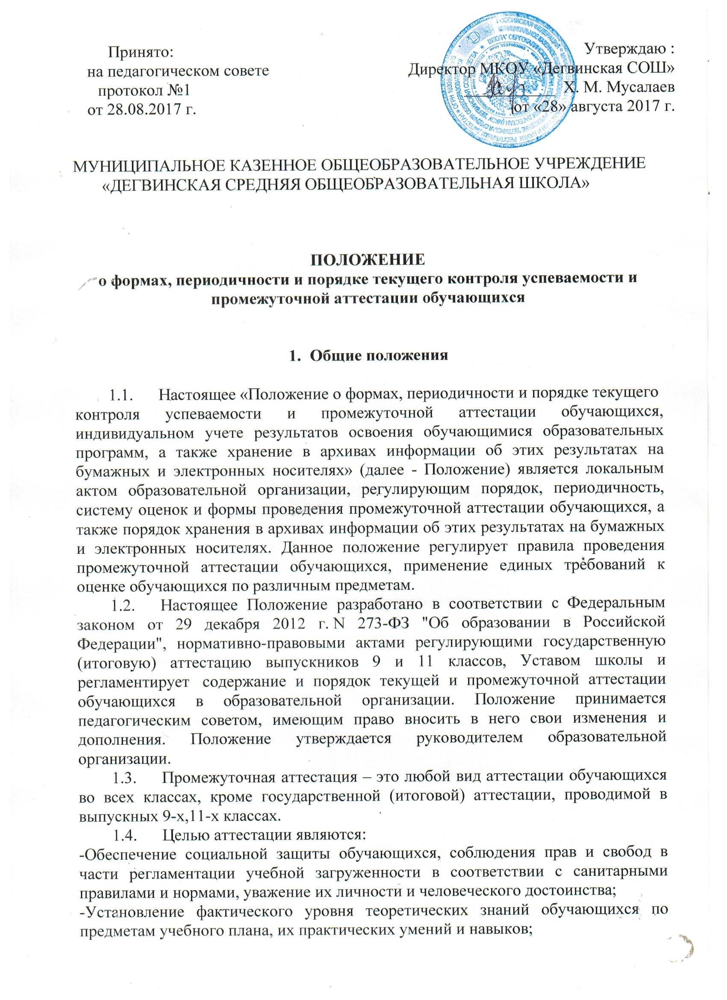 Принято:
на педагогическом совете
протокол №1
от 28.08.2017 г.
Утверждаю :
Директор МКОУ «Дегвинская СОШ»
Х. М. Мусалаев
от «28» августа 2017 г.
МУНИЦИПАЛЬНОЕ КАЗЕННОЕ ОБЩЕОБРАЗОВАТЕЛЬНОЕ УЧРЕЖДЕНИЕ
«ДЕГВИНСКАЯ СРЕДНЯЯ ОБЩЕОБРАЗОВАТЕЛЬНАЯ ШКОЛА»
ПОЛОЖЕНИЕ
о формах, периодичности и порядке текущего контроля успеваемости и
промежуточной аттестации обучающихся
1. Общие положения
1.1. Настоящее «Положение о формах, периодичности и порядке текущего
контроля успеваемости и промежуточной аттестации обучающихся,
индивидуальном учете результатов освоения обучающимися образовательных
программ, а также хранение в архивах информации об этих результатах на
бумажных и электронных носителях» (далее - Положение) является локальным
актом образовательной организации, регулирующим порядок, периодичность,
систему оценок и формы проведения промежуточной аттестации обучающихся, а
также порядок хранения в архивах информации об этих результатах на бумажных
и электронных носителях. Данное положение регулирует правила проведения
промежуточной аттестации обучающихся, применение единых требований к
оценке обучающихся по различным предметам.
1.2. Настоящее Положение разработано в соответствии с Федеральным
законом от 29 декабря 2012 г. N 273-ФЗ "Об образовании в Российской
Федерации", нормативно-правовыми актами регулирующими государственную
(итоговую) аттестацию выпускников 9 и 11 классов, Уставом школы и
регламентирует содержание и порядок текущей и промежуточной аттестации
обучающихся в образовательной организации. Положение принимается
педагогическим советом, имеющим право вносить в него свои изменения и
дополнения. Положение утверждается руководителем образовательной
организации.
1.3. Промежуточная аттестация – это любой вид аттестации обучающихся
во всех классах, кроме государственной (итоговой) аттестации, проводимой в
выпускных 9-х,11-х классах.
1.4. Целью аттестации являются:
-Обеспечение социальной защиты обучающихся, соблюдения прав и свобод в
части регламентации учебной загруженности в соответствии с санитарными
правилами и нормами, уважение их личности и человеческого достоинства;
-Установление фактического уровня теоретических знаний обучающихся по
предметам учебного плана, их практических умений и навыков;